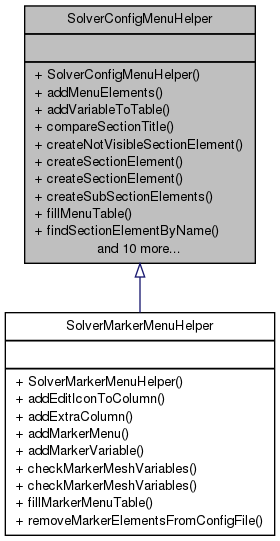 SolverConfigMenuHelper
+ SolverConfigMenuHelper()
+ addMenuElements()
+ addVariableToTable()
+ compareSectionTitle()
+ createNotVisibleSectionElement()
+ createSectionElement()
+ createSectionElement()
+ createSubSectionElements()
+ fillMenuTable()
+ findSectionElementByName()
and 10 more...
SolverMarkerMenuHelper
+ SolverMarkerMenuHelper()
+ addEditIconToColumn()
+ addExtraColumn()
+ addMarkerMenu()
+ addMarkerVariable()
+ checkMarkerMeshVariables()
+ checkMarkerMeshVariables()
+ fillMarkerMenuTable()
+ removeMarkerElementsFromConfigFile()